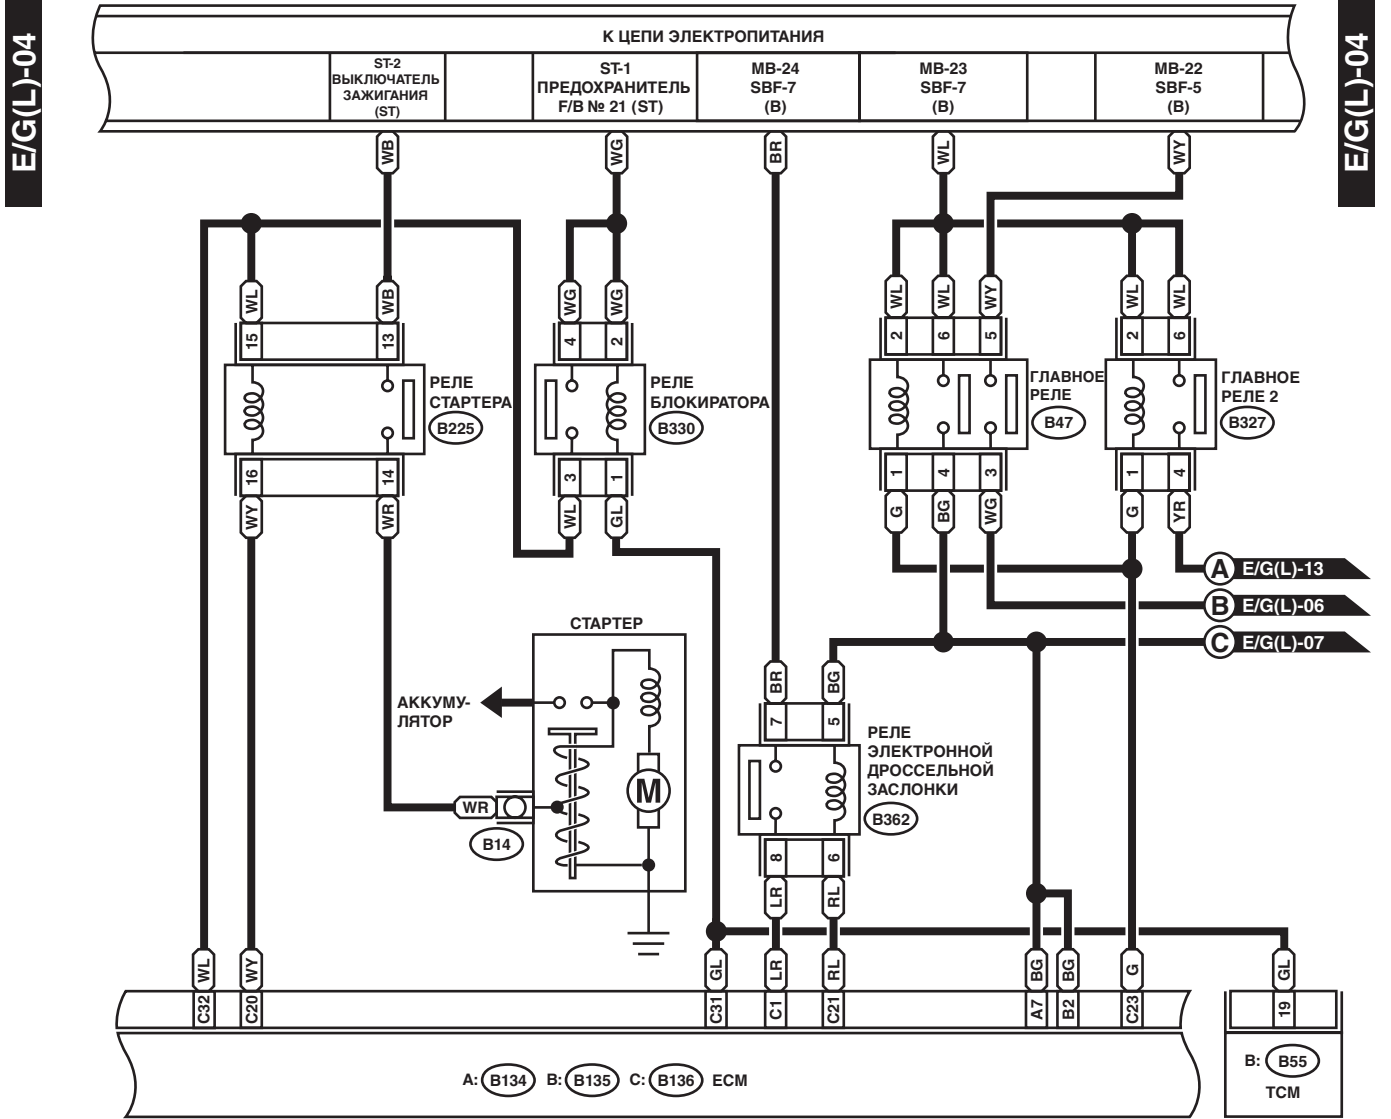 E/G(L)-04
E/G(L)-04
К ЦЕПИ ЭЛЕКТРОПИТАНИЯ
ST-2
ВЫКЛЮЧАТЕЛЬ
ЗАЖИГАНИЯ
(ST)
ST-1
ПРЕДОХРАНИТЕЛЬ
F/B № 21 (ST)
MB-24
SBF-7
(B)
MB-23
SBF-7
(B)
MB-22
SBF-5
(B)
WB
WG
BR
WL
WY
WL
WB
WG
WG
WL
WL
WY
WL
WL
15
13
4
2
2
6
5
2
6
РЕЛЕ
СТАРТЕРА
B225
РЕЛЕ
БЛОКИРАТОРА
B330
ГЛАВНОЕ
РЕЛЕ
B47
ГЛАВНОЕ
РЕЛЕ 2
B327
16
14
3
1
1
4
3
1
4
WY
WR
WL
GL
G
BG
WG
G
YR
A E/G(L)-13
B E/G(L)-06
C E/G(L)-07
СТАРТЕР
АККУМУ-
ЛЯТОР
M
WR
B14
BR
BG
7
5
РЕЛЕ
ЭЛЕКТРОННОЙ
ДРОССЕЛЬНОЙ
ЗАСЛОНКИ
B362
8
6
LR
RL
WL
WY
GL
LR
RL
BG
BG
G
GL
C32
C20
C31
C1
C21
A7
B2
C23
19
A: B134 B: B135 C: B136 ECM
B: B55
TCM